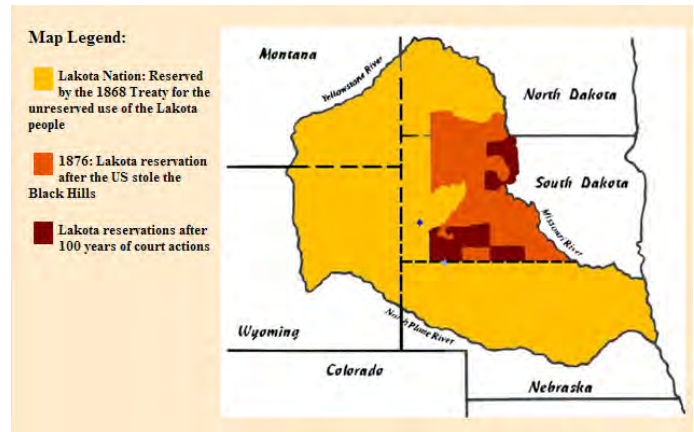 Map Legend:
Lakota Nation: Reserved
by the 1868 Treaty for the
unreserved use of the Lakota
people
1876: Lakota reservation
after the US stole the
Black Hills
Lakota reservations after
100 years of court actions
Montana
Yellowstone River
North Dakota
South Dakota
Missouri River
Wyoming
North Platte River
Colorado
Nebraska